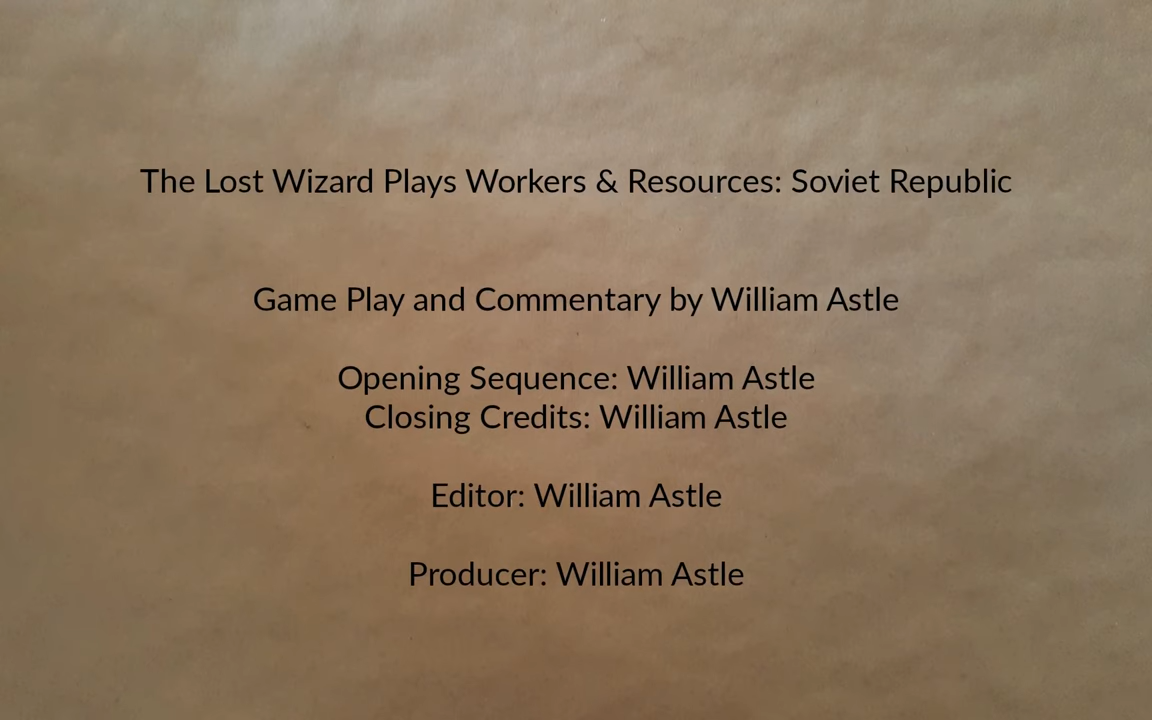 The Lost Wizard Plays Workers & Resources: Soviet Republic
Game Play and Commentary by William Astle
Opening Sequence: William Astle
Closing Credits: William Astle
Editor: William Astle
Producer: William Astle